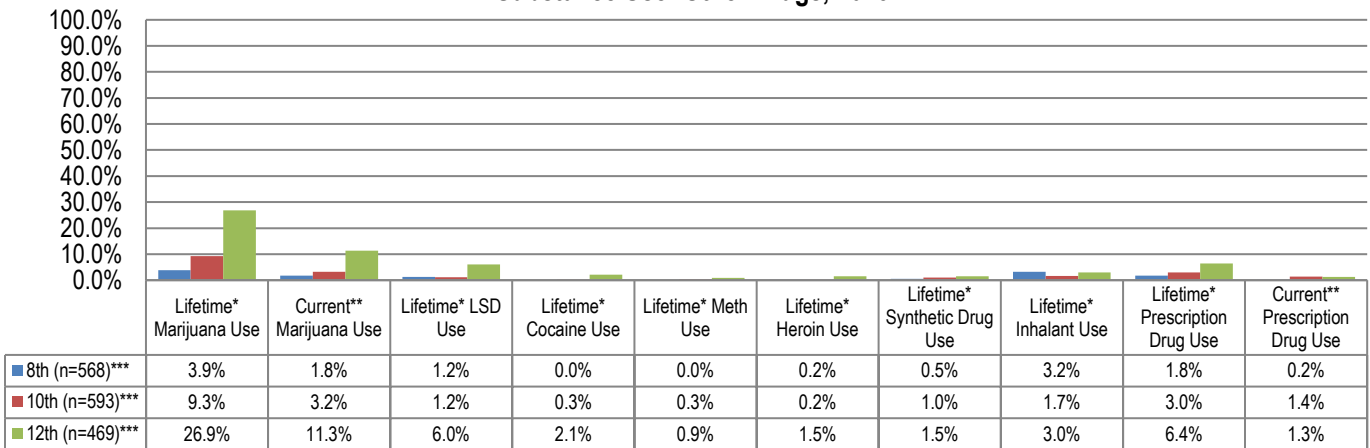 100.0%
90.0%
80.0%
70.0%
60.0%
50.0%
40.0%
30.0%
20.0%
10.0%
0.0%
Lifetime*
Marijuana Use
Current**
Marijuana Use
Lifetime* LSD
Use
Lifetime*
Cocaine Use
Lifetime* Meth
Use
Lifetime*
Heroin Use
Lifetime*
Synthetic Drug
Use
Lifetime*
Inhalant Use
Lifetime*
Prescription
Drug Use
Current**
Prescription
Drug Use
8th (n=568)*** 3.9% 1.8% 1.2% 0.0% 0.0% 0.2% 0.5% 3.2% 1.8% 0.2%
10th (n=593)*** 9.3% 3.2% 1.2% 0.3% 0.3% 0.2% 1.0% 1.7% 3.0% 1.4%
12th (n=469)*** 26.9% 11.3% 6.0% 2.1% 0.9% 1.5% 1.5% 3.0% 6.4% 1.3%